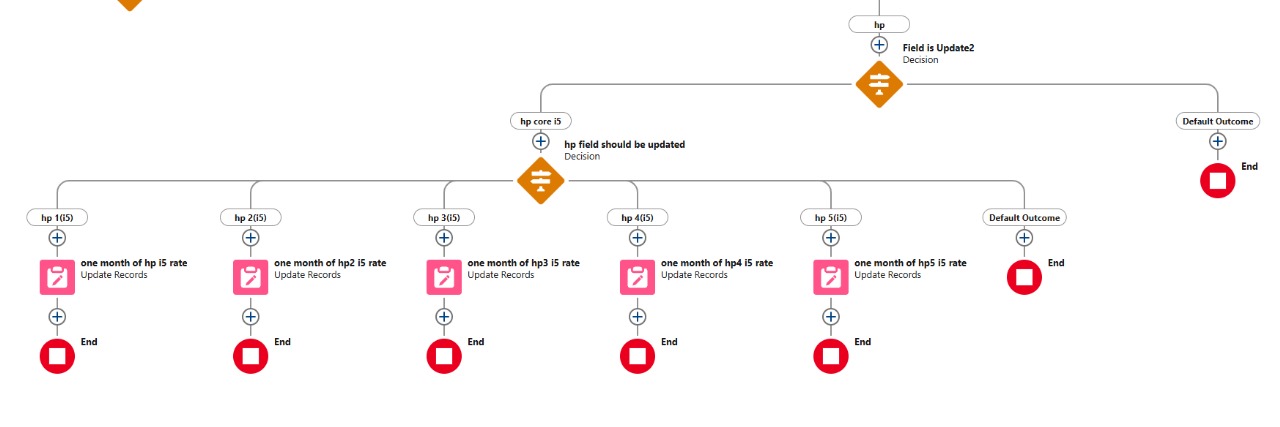 hp
Field is Update2
Decision
hp core i5
Default Outcome
hp field should be updated
Decision
End
hp 1(i5)
hp 2(i5)
hp 3(i5)
hp 4(i5)
hp 5(i5)
Default Outcome
one month of hp i5 rate
Update Records
one month of hp2 i5 rate
Update Records
one month of hp3 i5 rate
Update Records
one month of hp4 i5 rate
Update Records
one month of hp5 i5 rate
Update Records
End
End
End
End
End
End